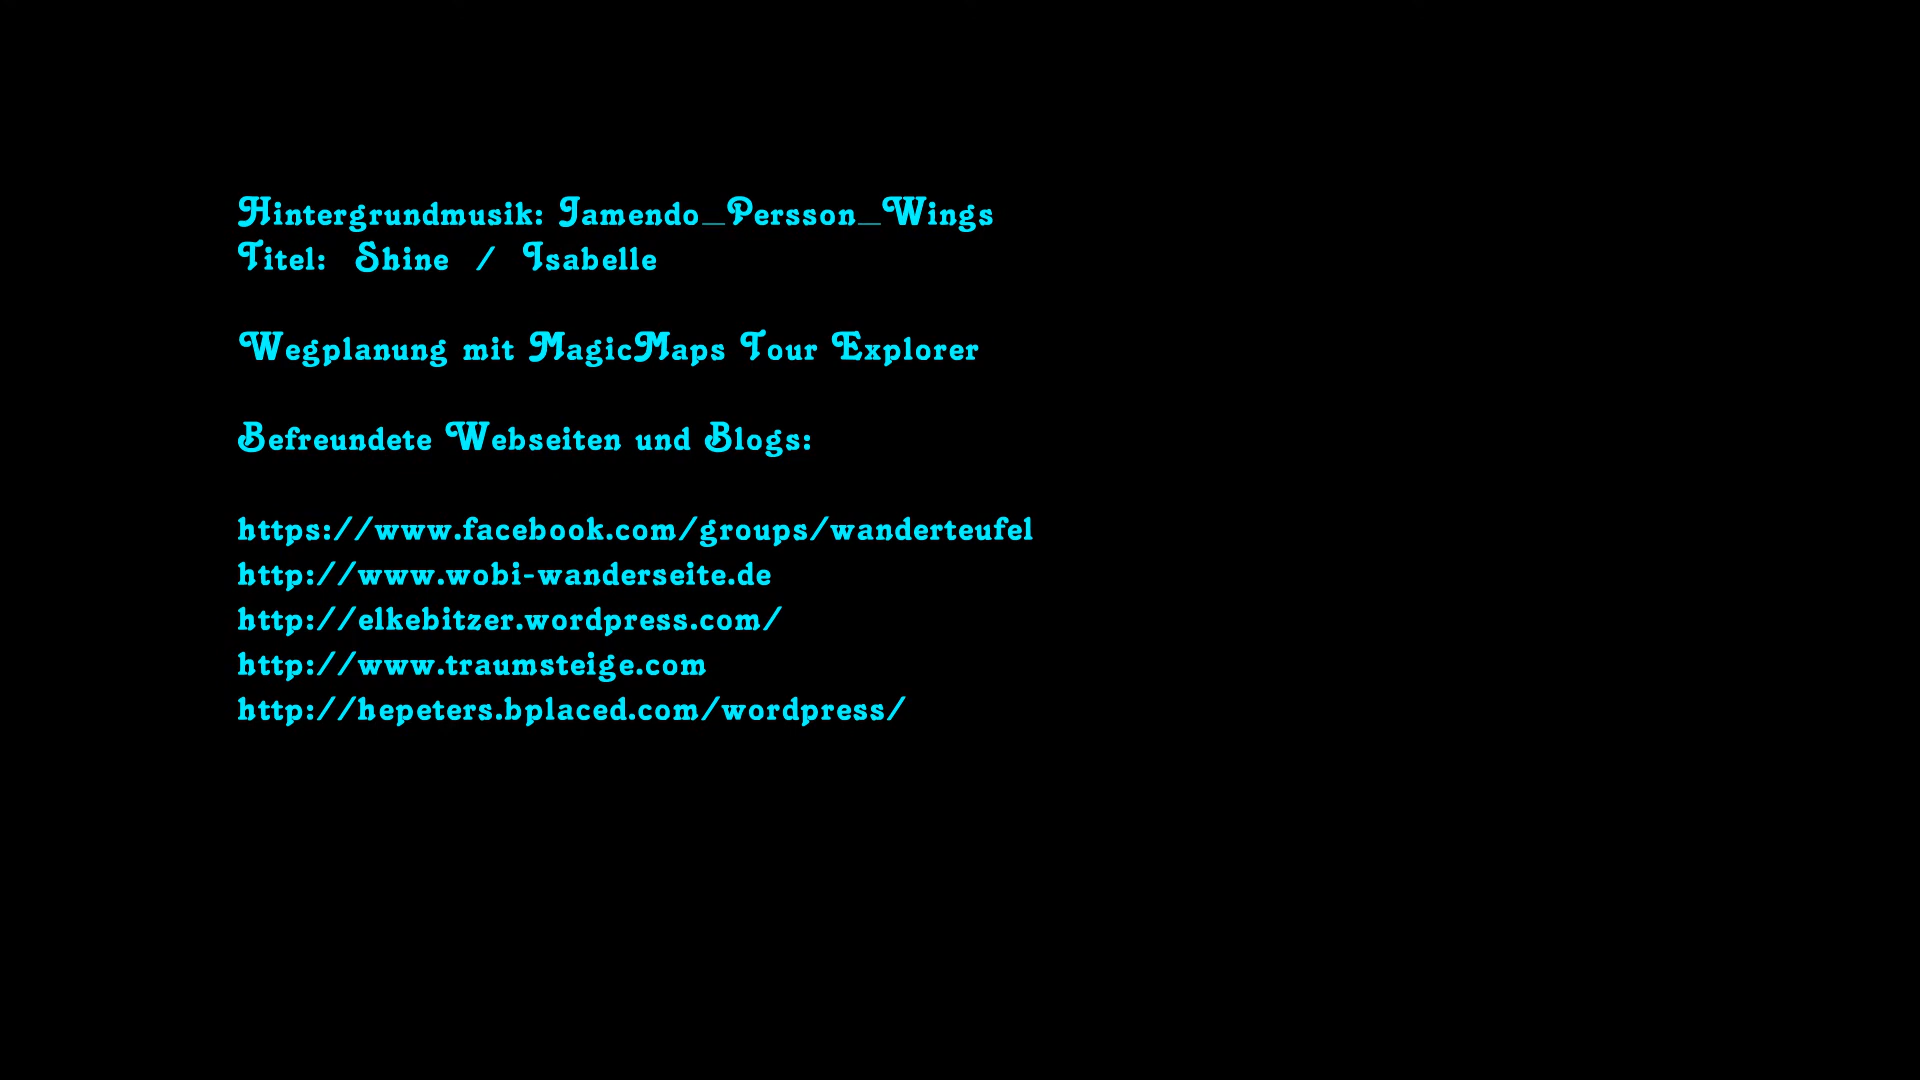 Hintergrundmusik: Jamendo_Persson_Wings
Titel: Shine / Isabelle
Wegplanung mit MagicMaps Tour Explorer
Befreundete Webseiten und Blogs:
https://www.facebook.com/groups/wanderteufel
http://www.wobi-wanderseite.de
http://elkebitzer.wordpress.com/
http://www.traumsteige.com
http://hepeters.bplaced.com/wordpress/